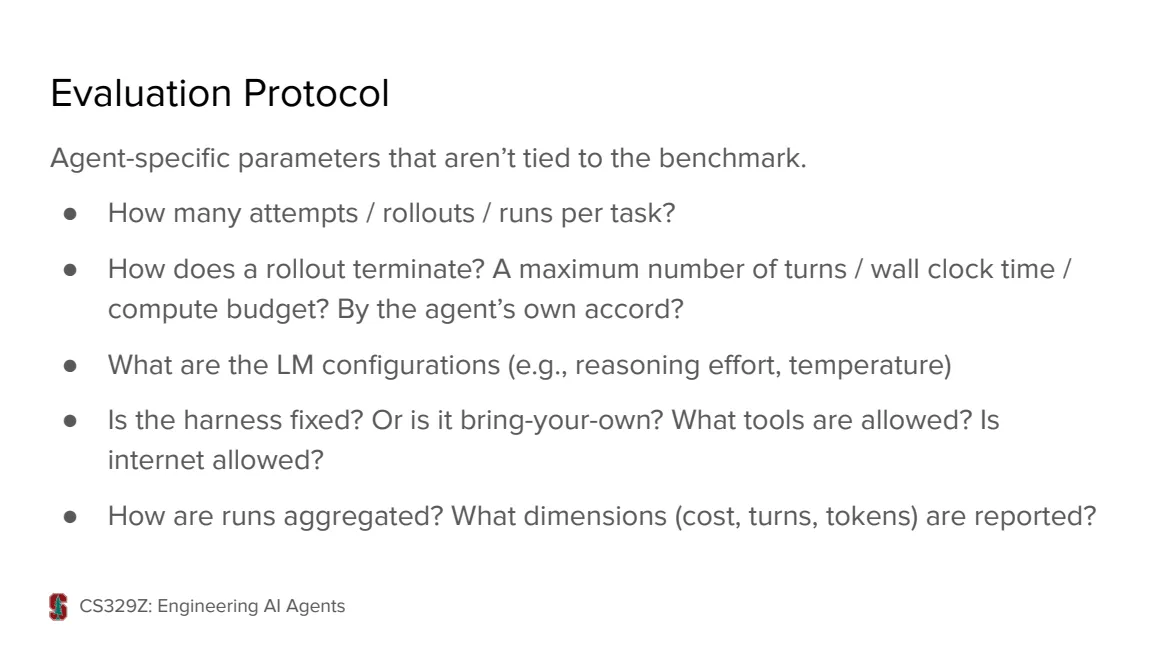 Evaluation Protocol
Agent-specific parameters that aren’t tied to the benchmark.
● How many attempts / rollouts / runs per task?
● How does a rollout terminate? A maximum number of turns / wall clock time /
compute budget? By the agent’s own accord?
● What are the LM configurations (e.g., reasoning effort, temperature)
● Is the harness fixed? Or is it bring-your-own? What tools are allowed? Is
internet allowed?
● How are runs aggregated? What dimensions (cost, turns, tokens) are reported?
CS329Z: Engineering AI Agents